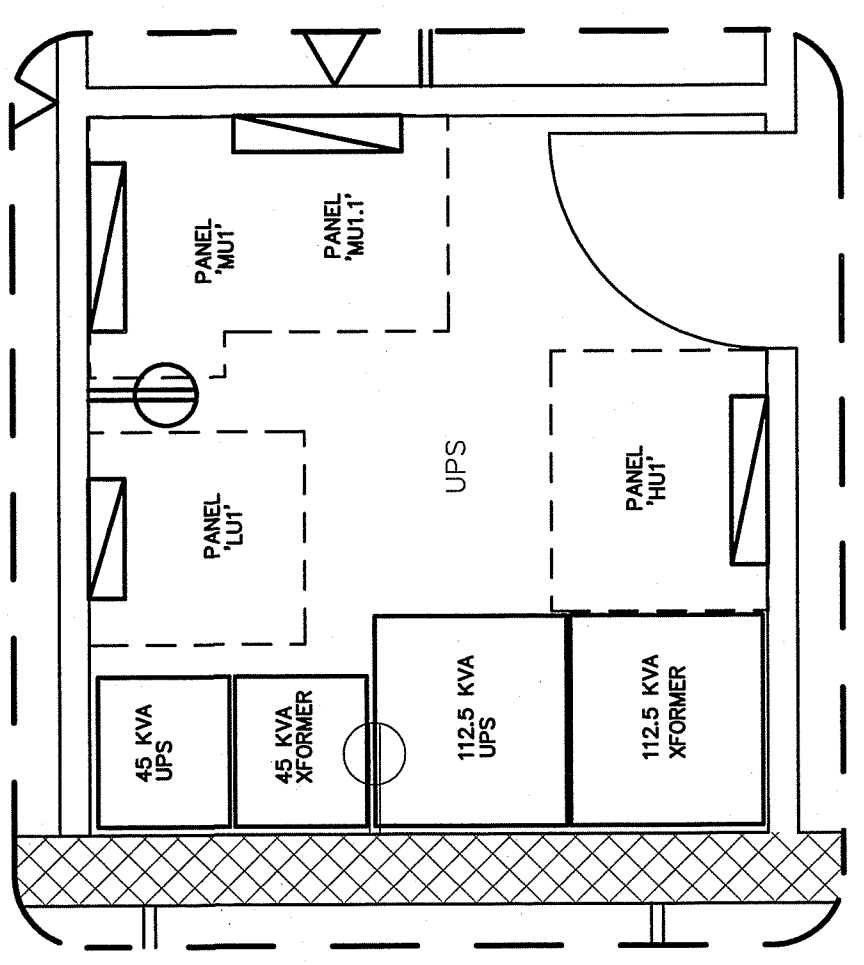 PANEL
'MU1'
PANEL
'MU1.1'
PANEL
'LU1'
UPS
PANEL
'HU1'
45 KVA
UPS
45 KVA
XFORMER
112.5 KVA
UPS
112.5 KVA
XFORMER